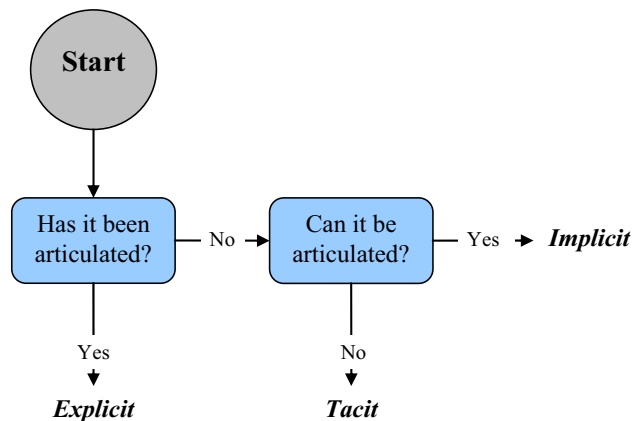 Start
Has it been
articulated?
No
Can it be
articulated?
Yes
Implicit
Yes
No
Explicit
Tacit